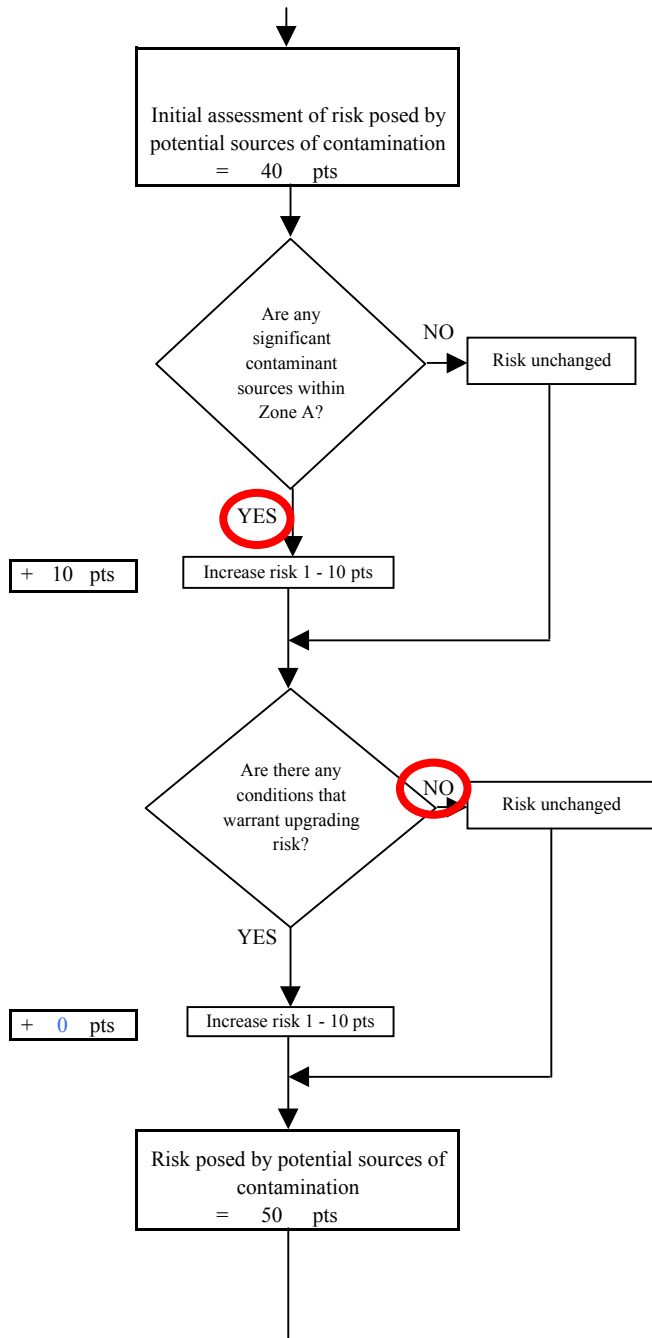 Initial assessment of risk posed by
potential sources of contamination
= 40 pts
Are any
significant
contaminant
sources within
Zone A?
NO
Risk unchanged
YES
+ 10 pts
Increase risk 1 - 10 pts
Are there any
conditions that
warrant upgrading
risk?
NO
Risk unchanged
YES
+ 0 pts
Increase risk 1 - 10 pts
Risk posed by potential sources of
contamination
= 50 pts